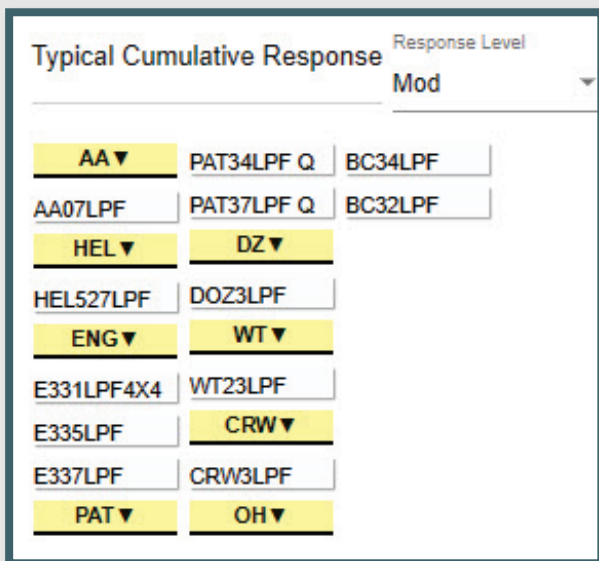 Typical Cumulative Response
Response Level
Mod
AA▼
AA07LPF
HEL▼
HEL527LPF
ENG▼
E331LPF4X4
E335LPF
E337LPF
PAT▼
PAT34LPF Q
PAT37LPF Q
DZ▼
DOZ3LPF
WT▼
WT23LPF
CRW▼
CRW3LPF
OH▼
BC34LPF
BC32LPF